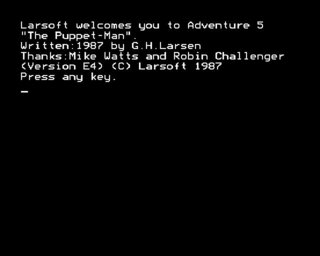 Larsoft welcomes you to Adventure 5
"The Puppet-Man".
Written:1987 by G.H.Larsen
Thanks:Mike Watts and Robin Challenger
(Version E4) (C) Larsoft 1987
Press any key.